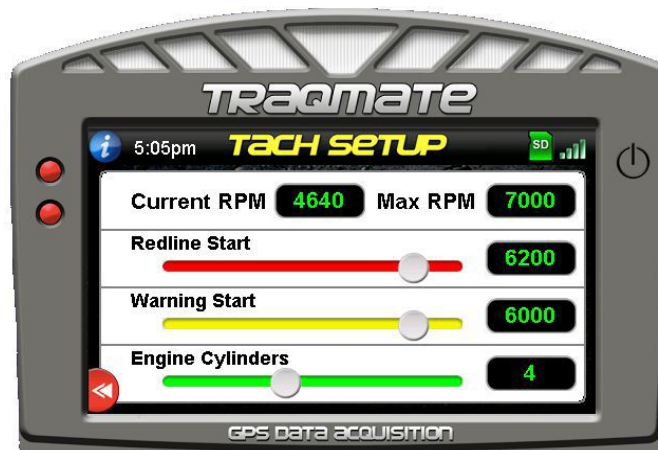 TRAQMATE
i 5:05pm TACH SETUP SD
Current RPM 4640 Max RPM 7000
Redline Start
6200
Warning Start
6000
Engine Cylinders
4
GPS DATA ACQUISITION